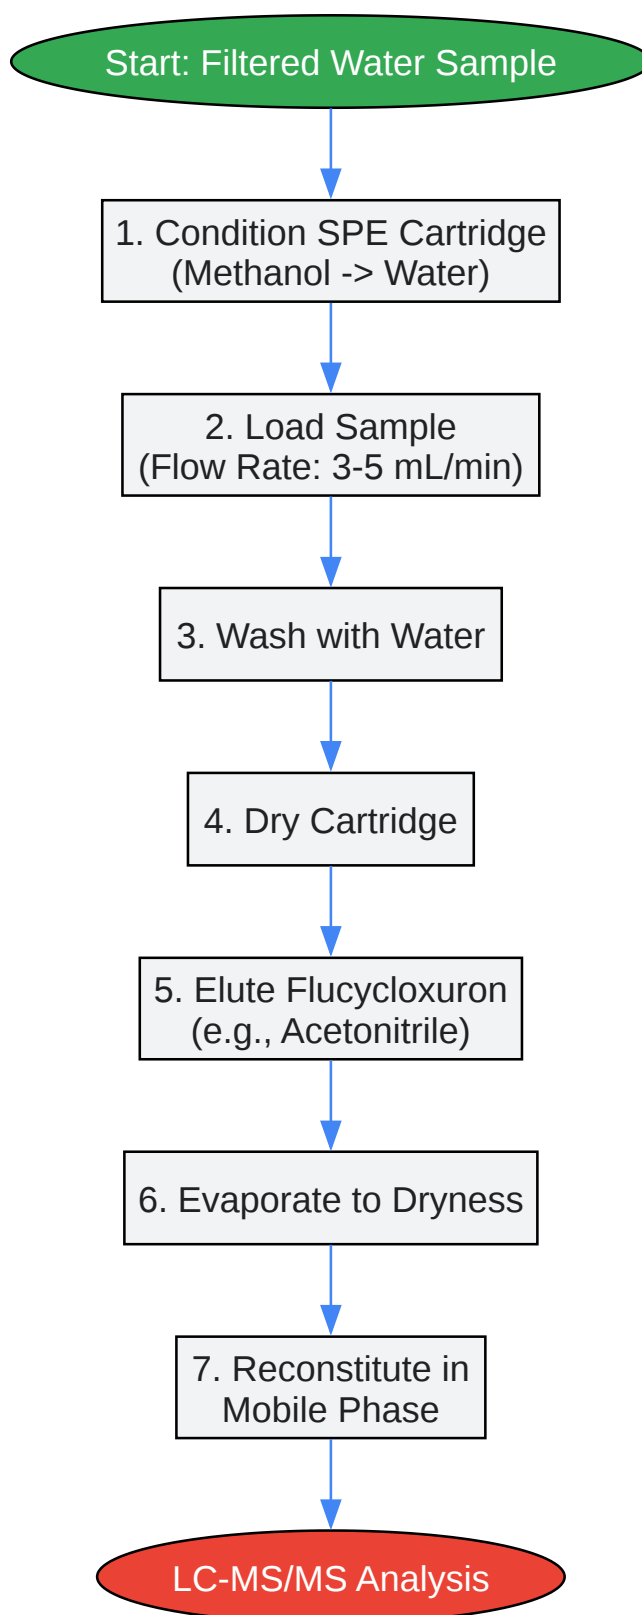 Start: Filtered Water Sample
1. Condition SPE Cartridge
(Methanol -> Water)
2. Load Sample
(Flow Rate: 3-5 mL/min)
3. Wash with Water
4. Dry Cartridge
5. Elute Flucycloxuron
(e.g., Acetonitrile)
6. Evaporate to Dryness
7. Reconstitute in
Mobile Phase
LC-MS/MS Analysis